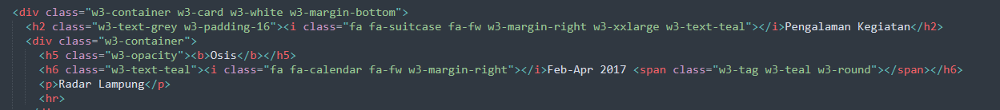 <div class="w3-container w3-card w3-white w3-margin-bottom">
<h2 class="w3-text-grey w3-padding-16"><i class="fa fa-suitcase fa-fw w3-margin-right w3-xxlarge w3-text-teal"></i>Pengalaman Kegiatan</h2>
<div class="w3-container">
<h5 class="w3-opacity"><b>Osis</b></h5>
<h6 class="w3-text-teal"><i class="fa fa-calendar fa-fw w3-margin-right"></i>Feb-Apr 2017 <span class="w3-tag w3-teal w3-round"></span></h6>
<p>Radar Lampung</p>
<hr>